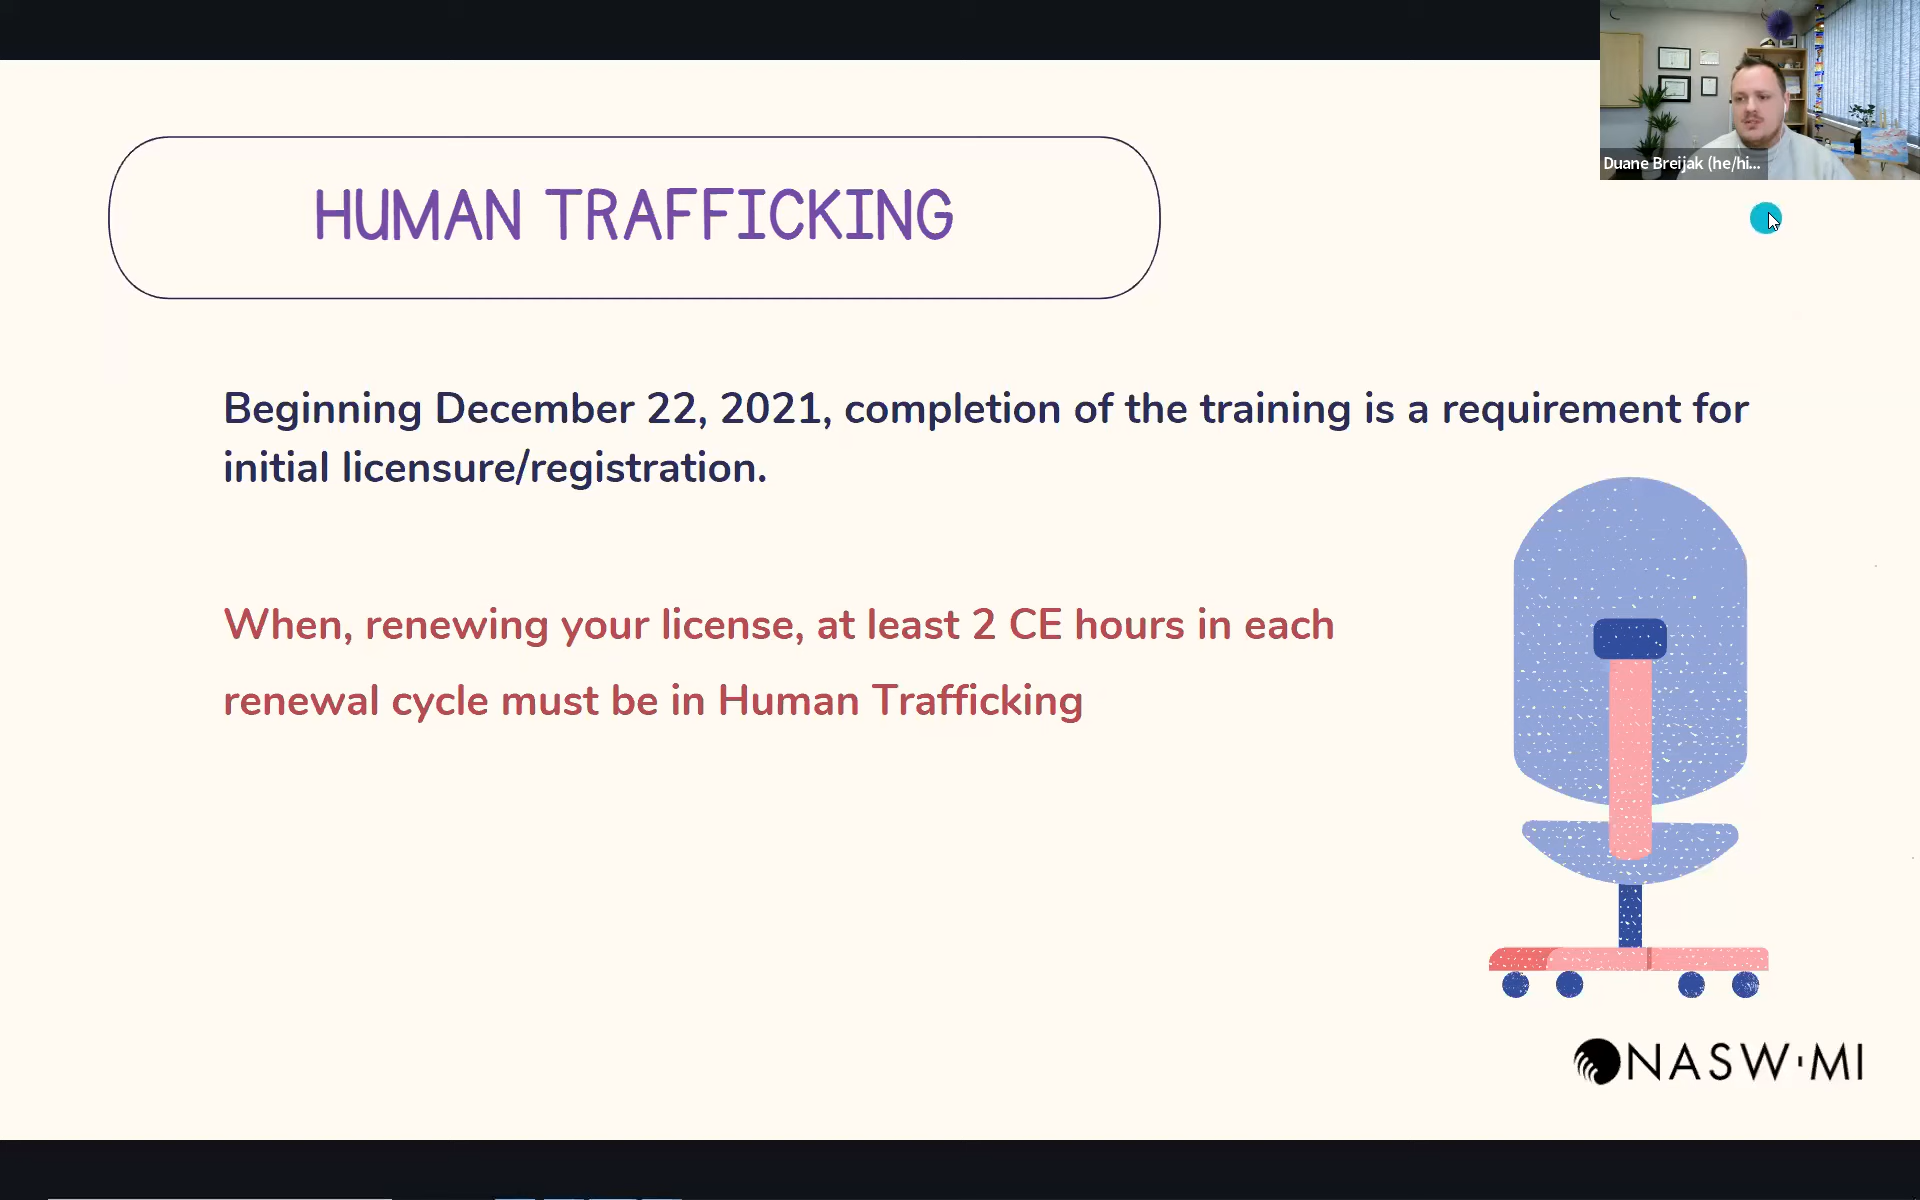 Duane Breijak (he/hi...
HUMAN TRAFFICKING
Beginning December 22, 2021, completion of the training is a requirement for
initial licensure/registration.
When, renewing your license, at least 2 CE hours in each
renewal cycle must be in Human Trafficking
NASW·MI